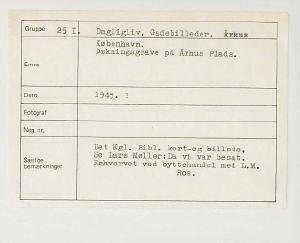 Gruppe 25 I. Dagligliv. Gadebilleder.
København.
Dækningsgrave på Århus Plads.
Emne
Dato 1945. ?
Fotograf
Neg. nr.
Særlige bemærkninger
Det Kgl. Bibl. kort-og billeds.
Se Lars Møller:Da vi var besat.
Erhvervet ved byttehandel med L.M.
Ros.